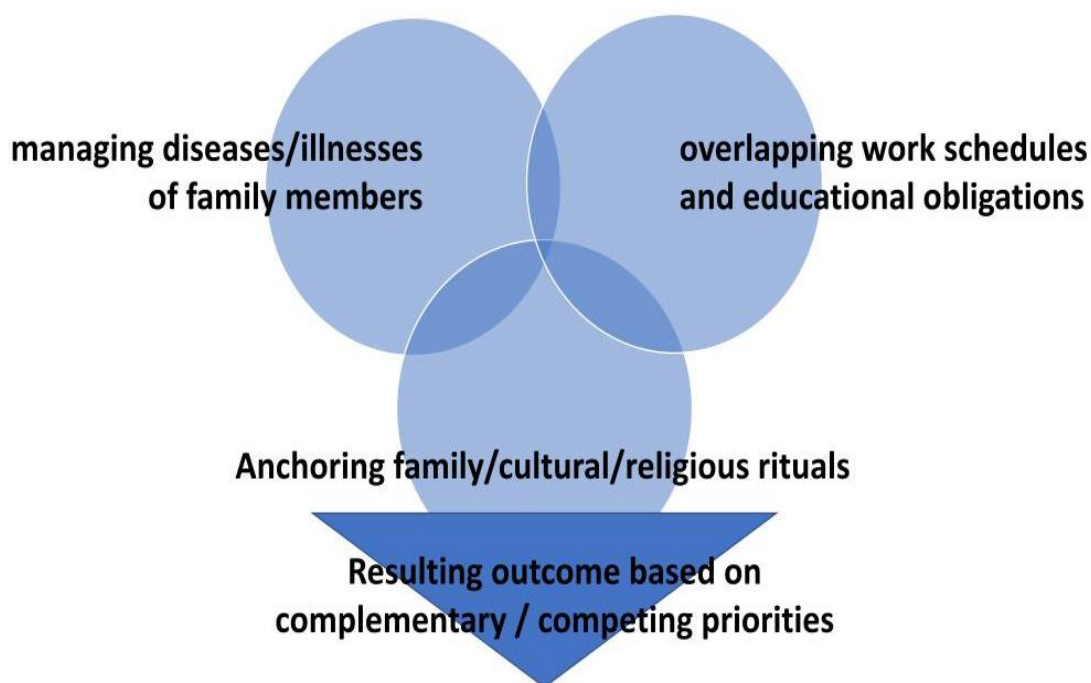 managing diseases/illnesses
of family members
overlapping work schedules
and educational obligations
Anchoring family/cultural/religious rituals
Resulting outcome based on
complementary / competing priorities